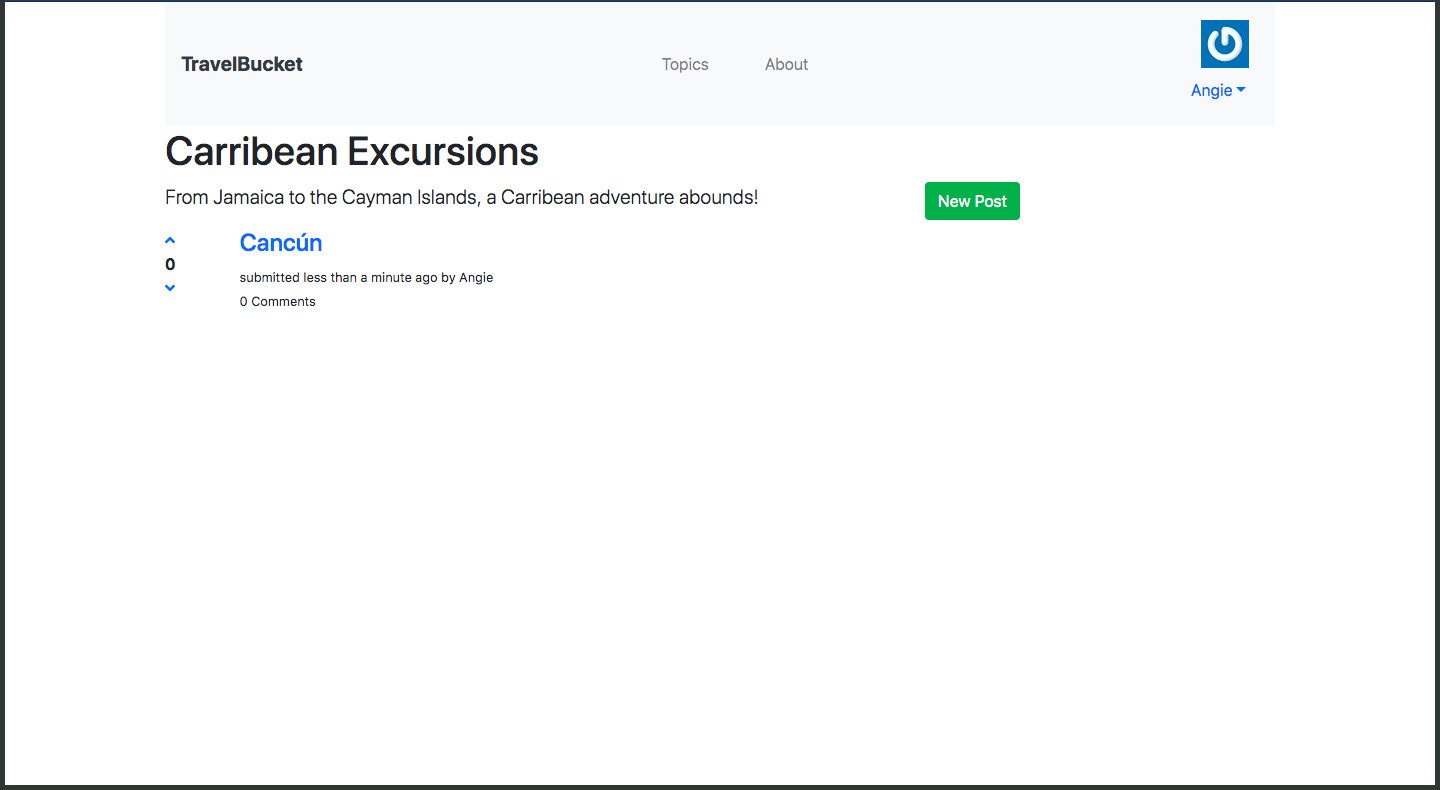 TravelBucket
Topics
About
Angie
Carribean Excursions
From Jamaica to the Cayman Islands, a Carribean adventure abounds!
New Post
Cancún
0
submitted less than a minute ago by Angie
0 Comments